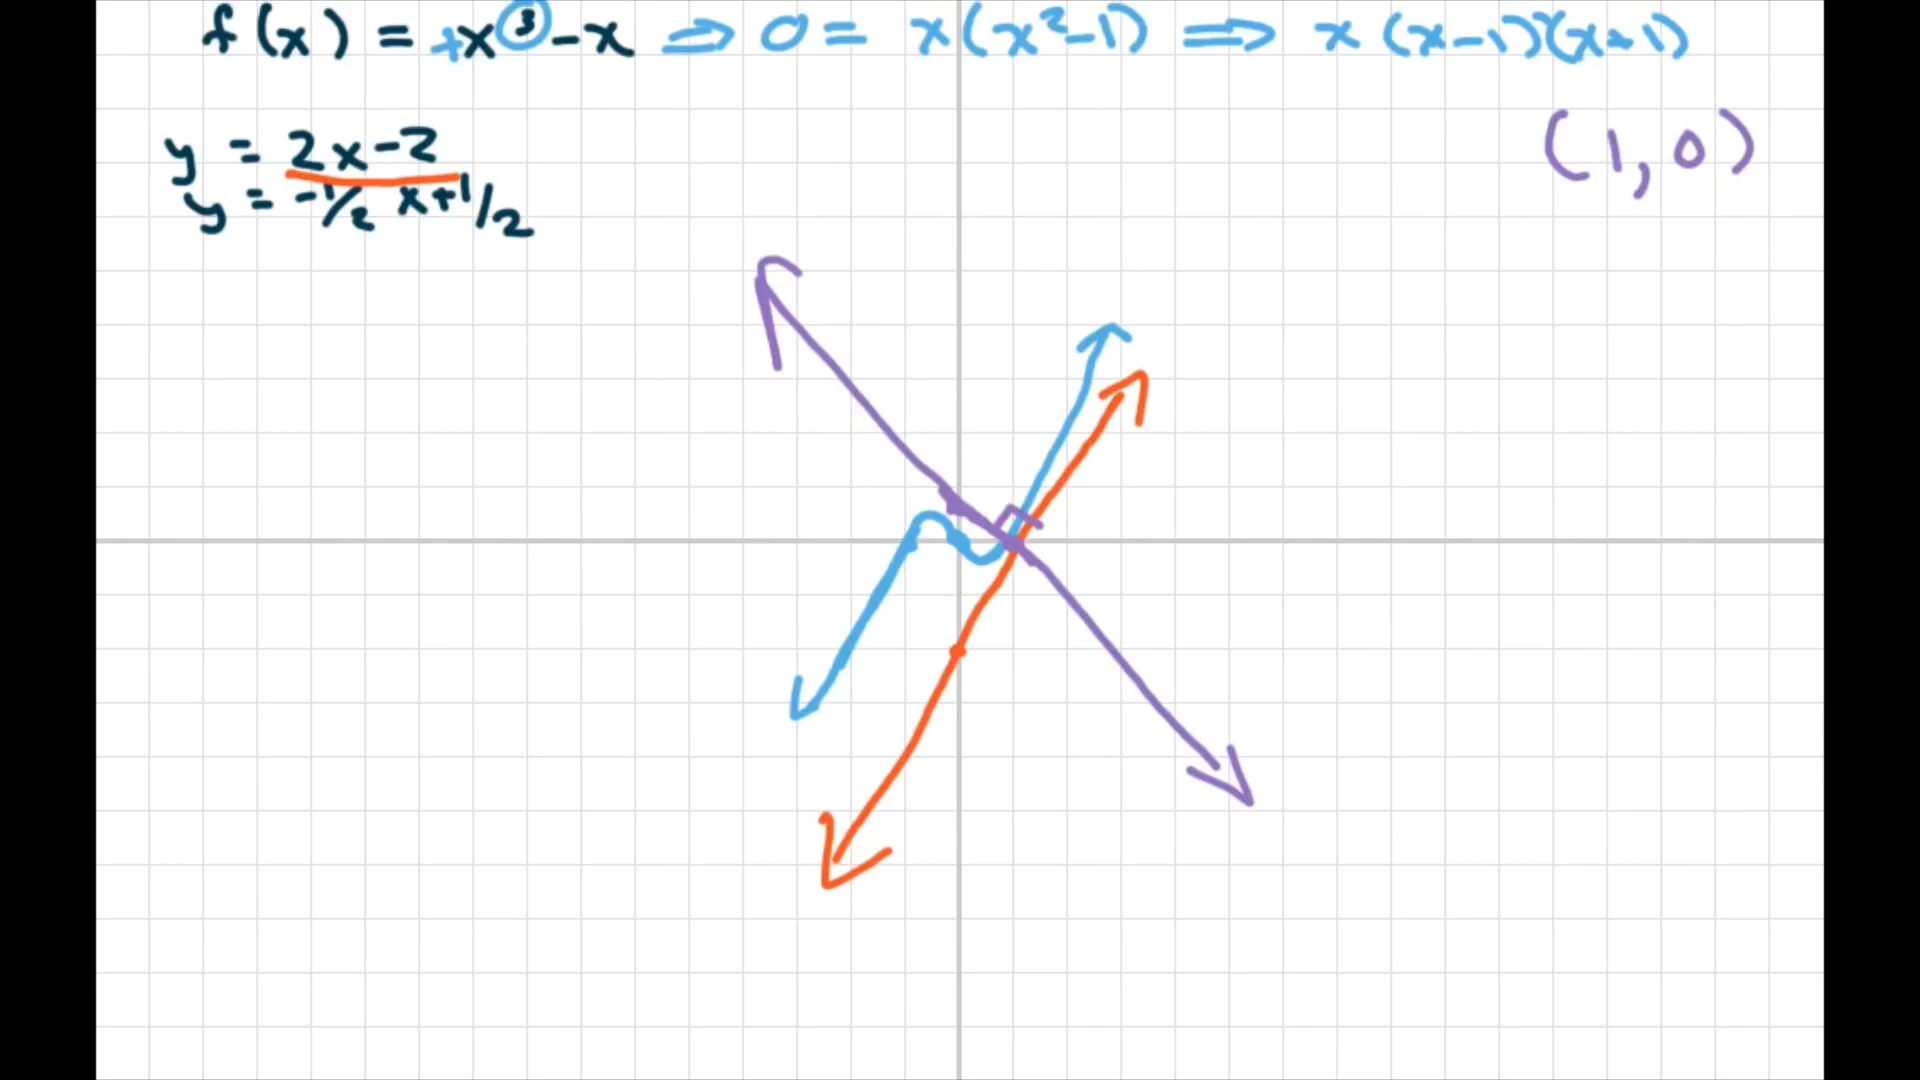 f(x) = +x³-x ⇒ 0 = x(x²-1) ⇒ x(x-1)(x+1)
(1,0)
y = 2x-2
y = -1/2 x+1/2